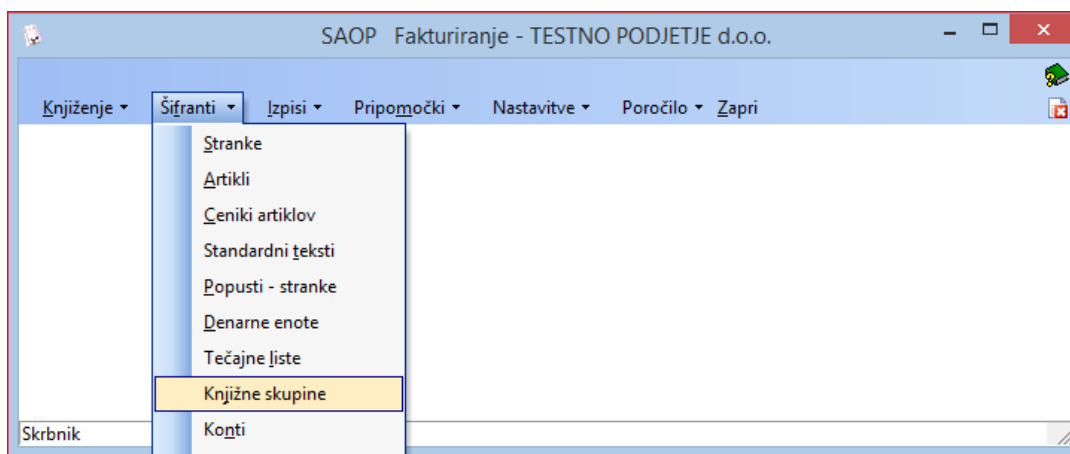 SAOP Fakturiranje - TESTNO PODJETJE d.o.o.
Knjiženje Šifranti Izpisi Pripomočki Nastavitve Poročilo Zapri
Stranke
Artikli
Ceniki artiklov
Standardni teksti
Popusti - stranke
Denarne enote
Tečajne liste
Knjižne skupine
Skrbnik
Konti